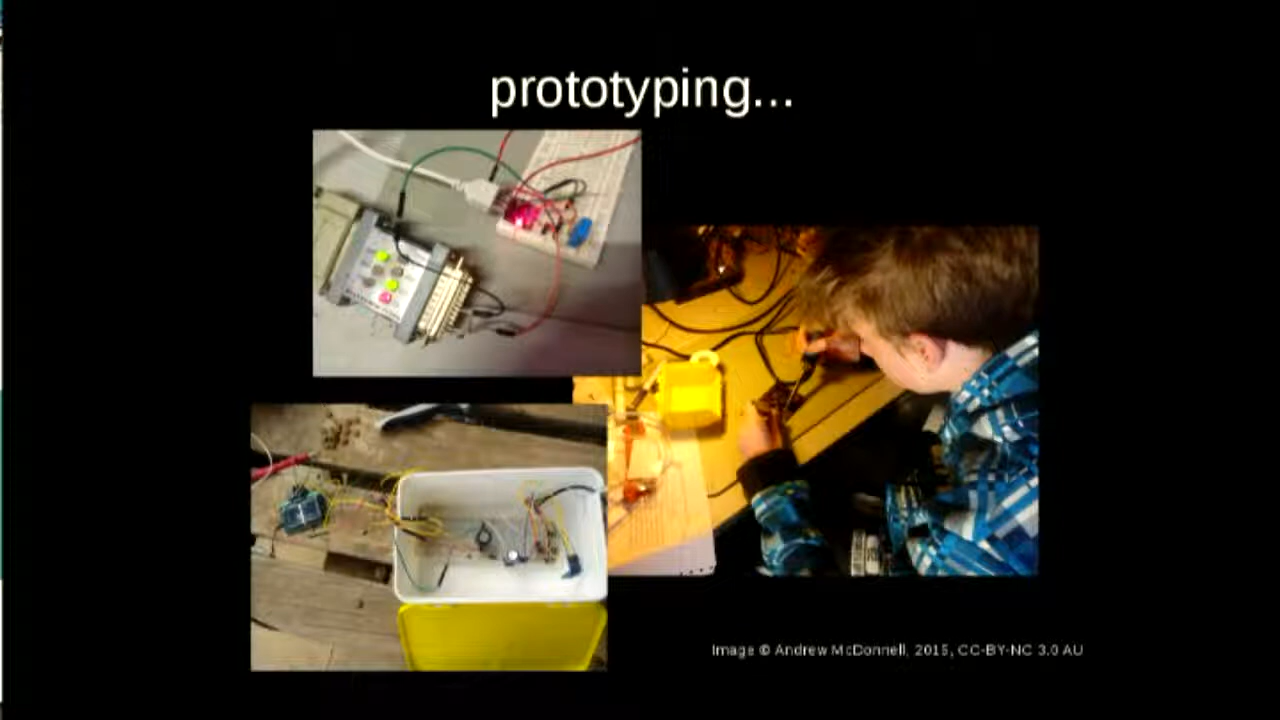 prototyping...
Image © Andrew McDonnell, 2015, CC-BY-NC 3.0 AU